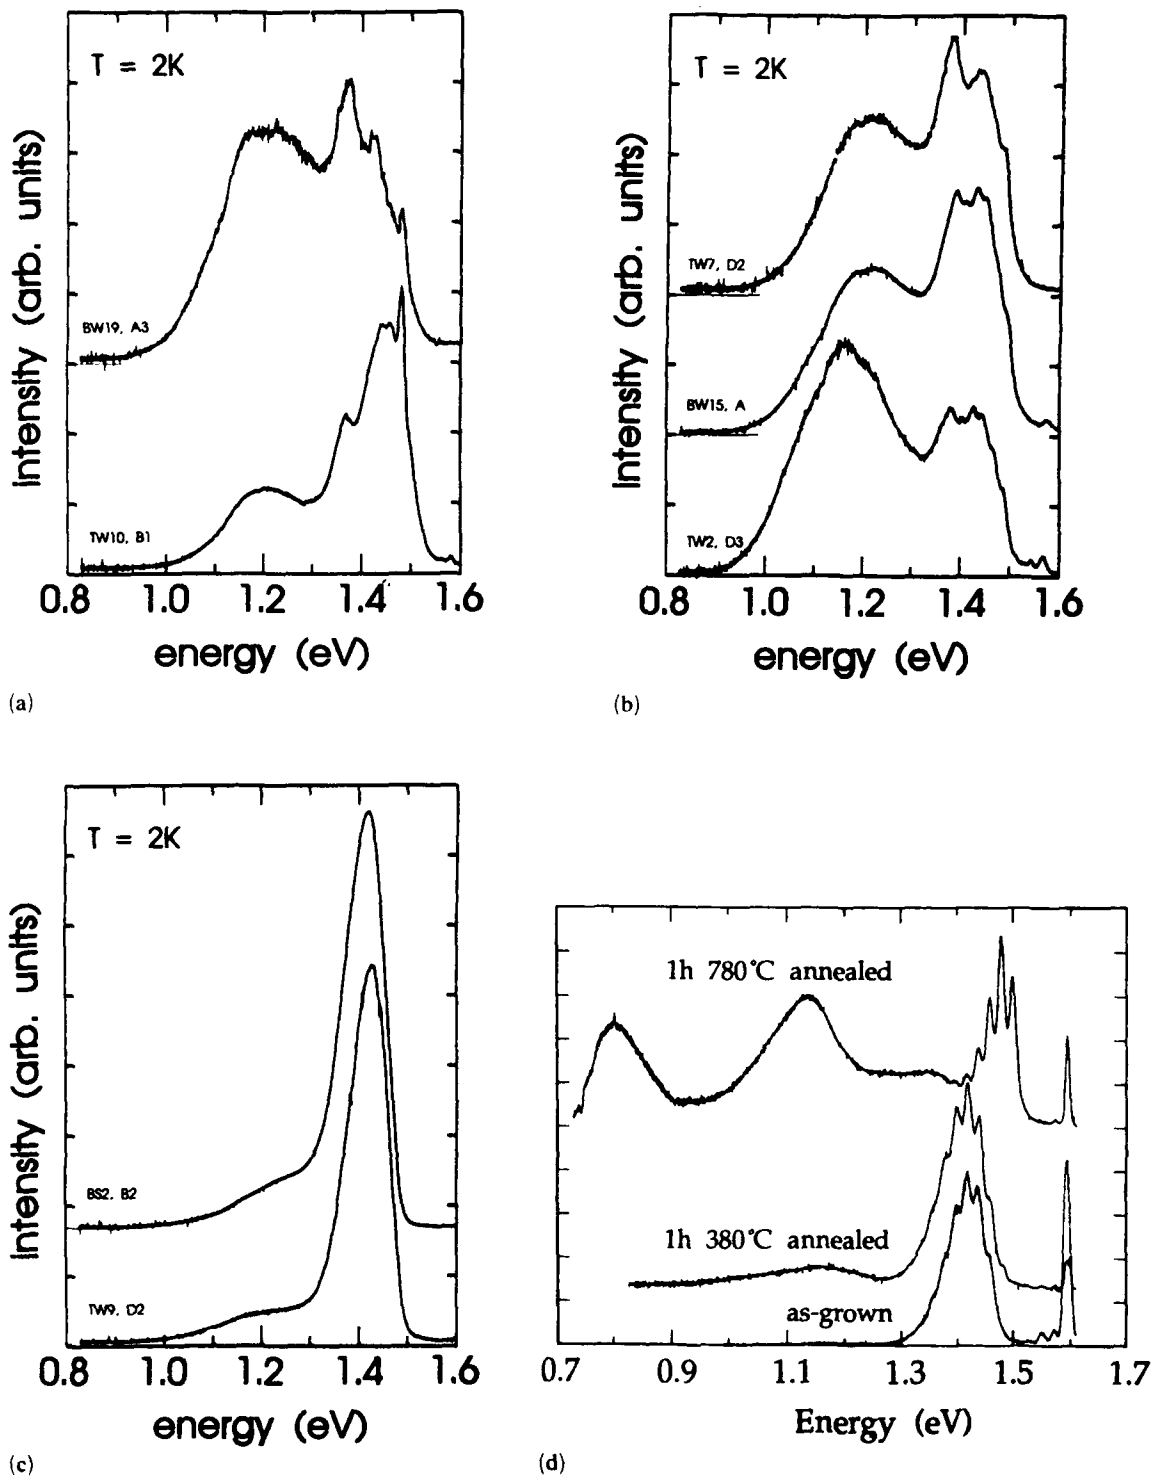 T = 2K
BW19, A3
TW10, B1
intensity (arb. units)
0.8 1.0 1.2 1.4 1.6
energy (eV)
(a)
T = 2K
TW7, D2
BW15, A
TW2, D3
intensity (arb. units)
0.8 1.0 1.2 1.4 1.6
energy (eV)
(b)
T = 2K
BS2, B2
TW9, D2
intensity (arb. units)
0.8 1.0 1.2 1.4 1.6
energy (eV)
(c)
1h 780°C annealed
1h 380°C annealed
as-grown
0.7 0.9 1.1 1.3 1.5 1.7
Energy (eV)
(d)